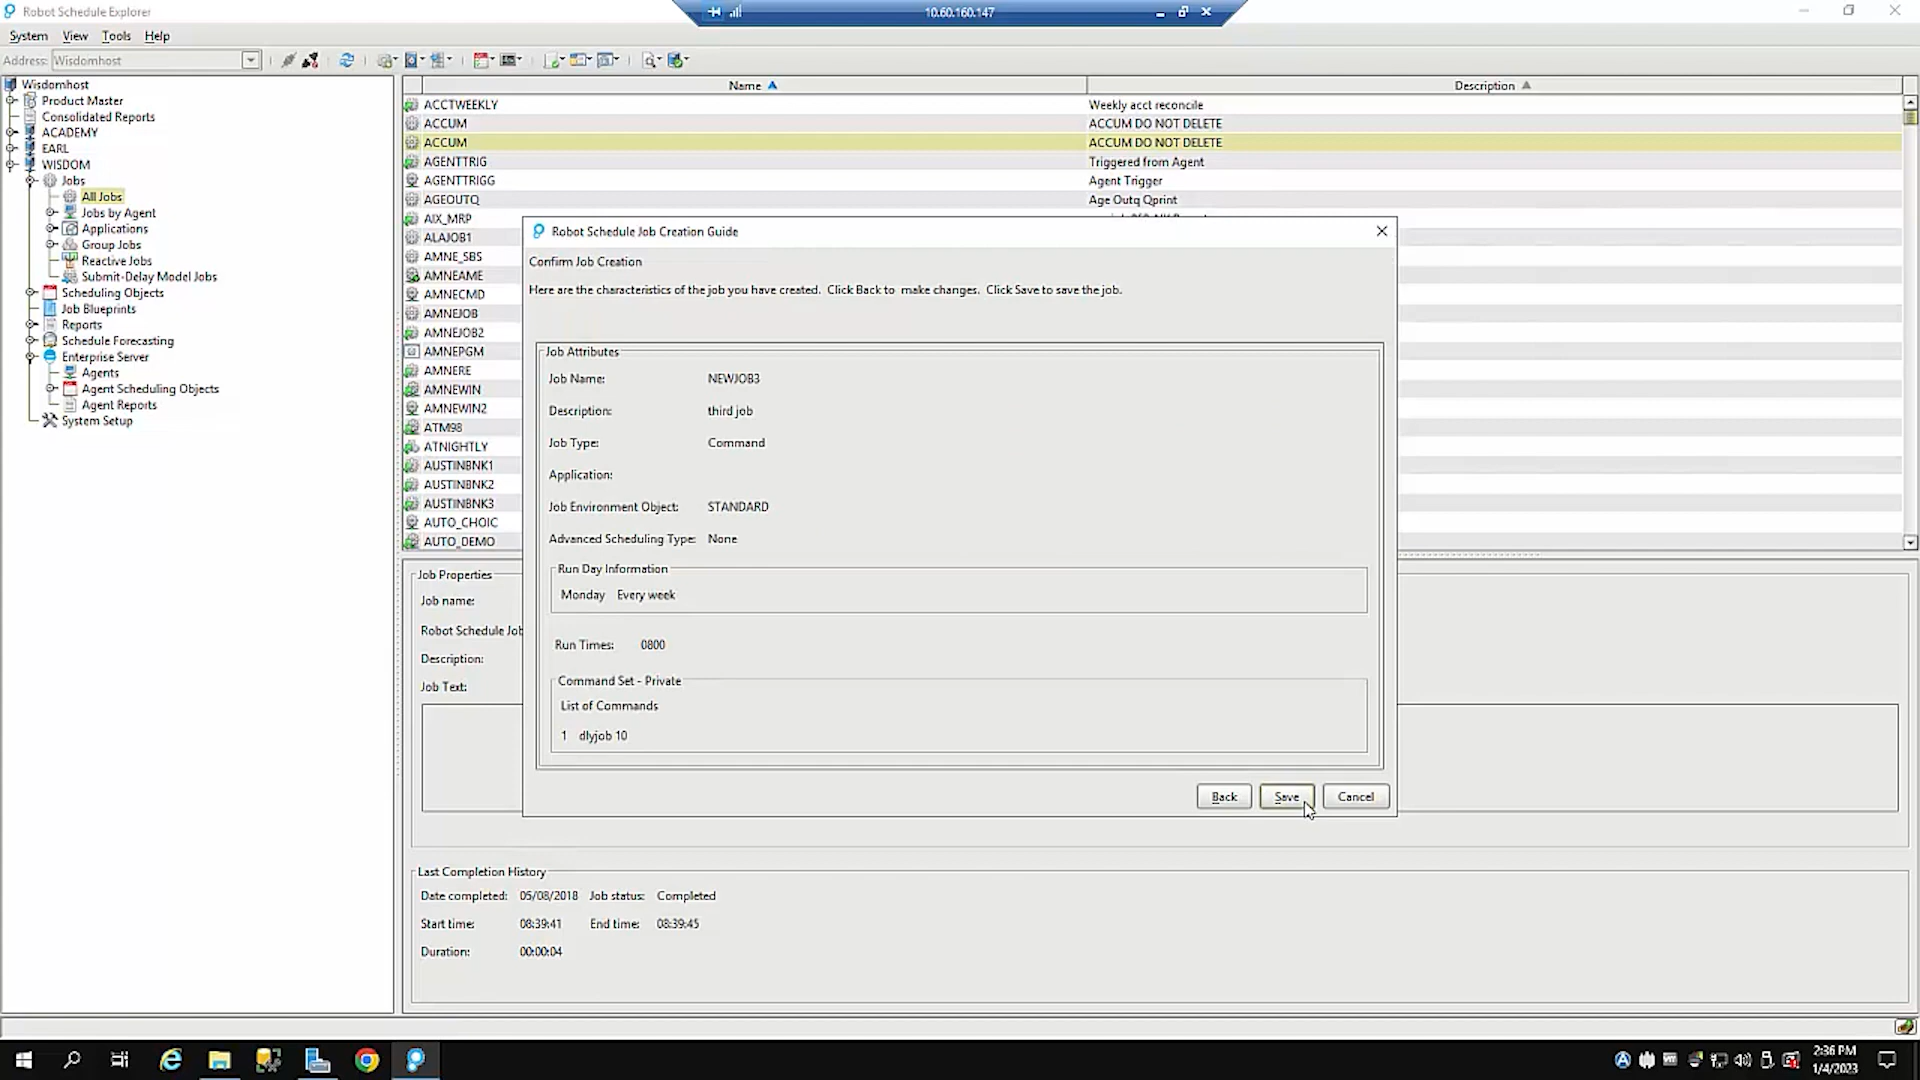 Robot Schedule Explorer
10.60.160.147
System View Tools Help
Address: Wisdomhost
Wisdomhost
Product Master
Consolidated Reports
ACADEMY
EARL
WISDOM
Jobs
All Jobs
Jobs by Agent
Applications
Group Jobs
Reactive Jobs
Submit-Delay Model Jobs
Scheduling Objects
Job Blueprints
Reports
Schedule Forecasting
Enterprise Server
Agents
Agent Scheduling Objects
Agent Reports
System Setup
Name Description
ACCTWEEKLY Weekly acct reconcile
ACCUM ACCUM DO NOT DELETE
ACCUM ACCUM DO NOT DELETE
AGENTTRIG Triggered from Agent
AGENTTRIGG Agent Trigger
AGEOUTQ Age Outq Qprint
AIX_MRP
ALAJOB1
AMNE_SBS
AMNEAME
AMNECMD
AMNEJOB
AMNEJOB2
AMNEPGM
AMNERE
AMNEWIN
AMNEWIN2
ATM98
ATNIGHTLY
AUSTINBNK1
AUSTINBNK2
AUSTINBNK3
AUTO_CHOIC
AUTO_DEMO
Robot Schedule Job Creation Guide
Confirm Job Creation
Here are the characteristics of the job you have created. Click Back to make changes. Click Save to save the job.
Job Attributes
Job Name: NEWJOB3
Description: third job
Job Type: Command
Application:
Job Environment Object: STANDARD
Advanced Scheduling Type: None
Run Day Information
Monday Every week
Run Times: 0800
Command Set - Private
List of Commands
1 dlyjob 10
Back Save Cancel
Job Properties
Job name:
Robot Schedule Job
Description:
Job Text:
Last Completion History
Date completed: 05/08/2018 Job status: Completed
Start time: 08:39:41 End time: 08:39:45
Duration: 00:00:04
2:36 PM
1/4/2023